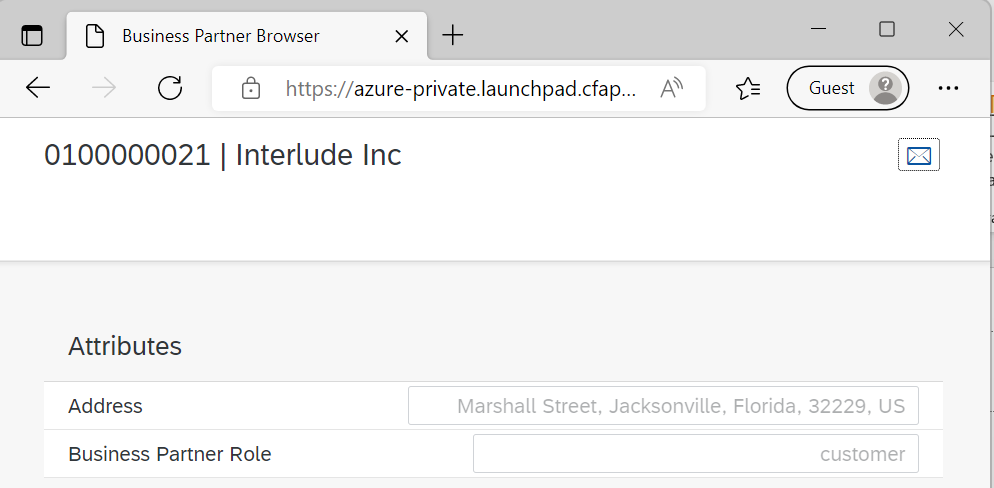 Business Partner Browser
https://azure-private.launchpad.cfap...
Guest
0100000021 | Interlude Inc
Attributes
Address
Marshall Street, Jacksonville, Florida, 32229, US
Business Partner Role
customer